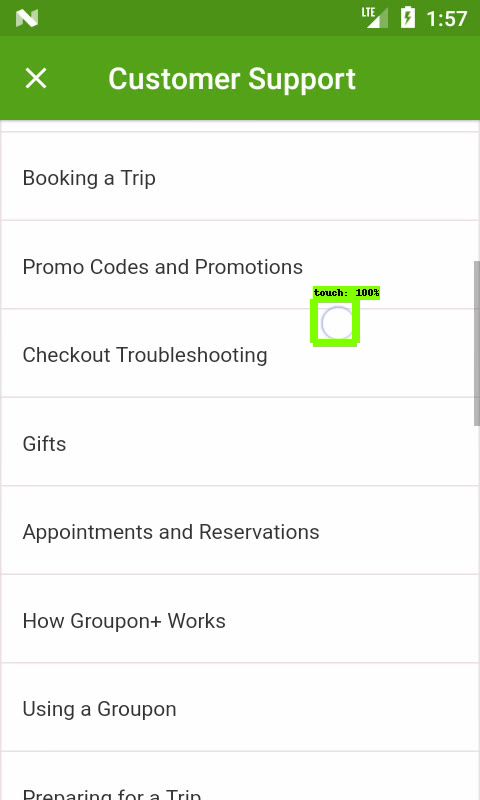 LTE 1:57
Customer Support
Booking a Trip
Promo Codes and Promotions
touch: 100%
Checkout Troubleshooting
Gifts
Appointments and Reservations
How Groupon+ Works
Using a Groupon
Preparing for a Trip